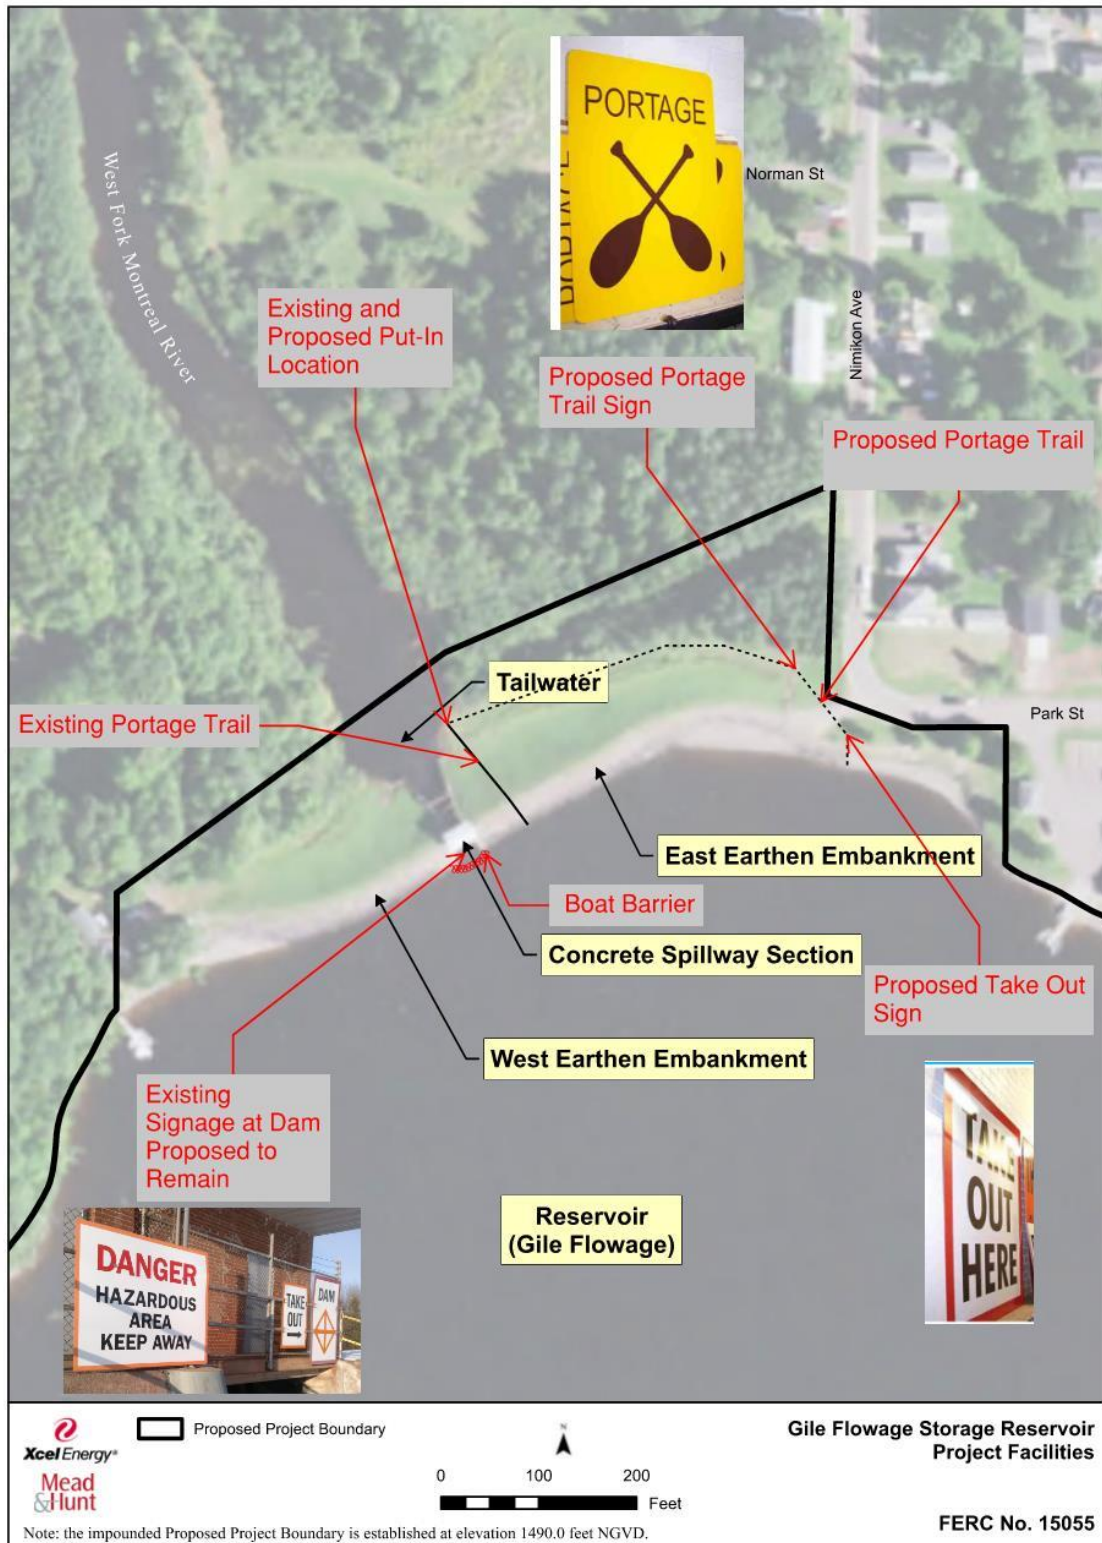 PORTAGE
Norman St
West Fork Montreal River
Nimikon Ave
Existing and
Proposed Put-In
Location
Proposed Portage
Trail Sign
Proposed Portage Trail
Tailwater
Existing Portage Trail
Park St
East Earthen Embankment
Boat Barrier
Concrete Spillway Section
Proposed Take Out
Sign
West Earthen Embankment
Existing
Signage at Dam
Proposed to
Remain
TAKE
OUT
HERE
Reservoir
(Gile Flowage)
DANGER
HAZARDOUS
AREA
KEEP AWAY
TAKE
OUT
DAM
Xcel Energy®
Mead
&Hunt
Proposed Project Boundary
N
0 100 200
Feet
Gile Flowage Storage Reservoir
Project Facilities
FERC No. 15055
Note: the impounded Proposed Project Boundary is established at elevation 1490.0 feet NGVD.